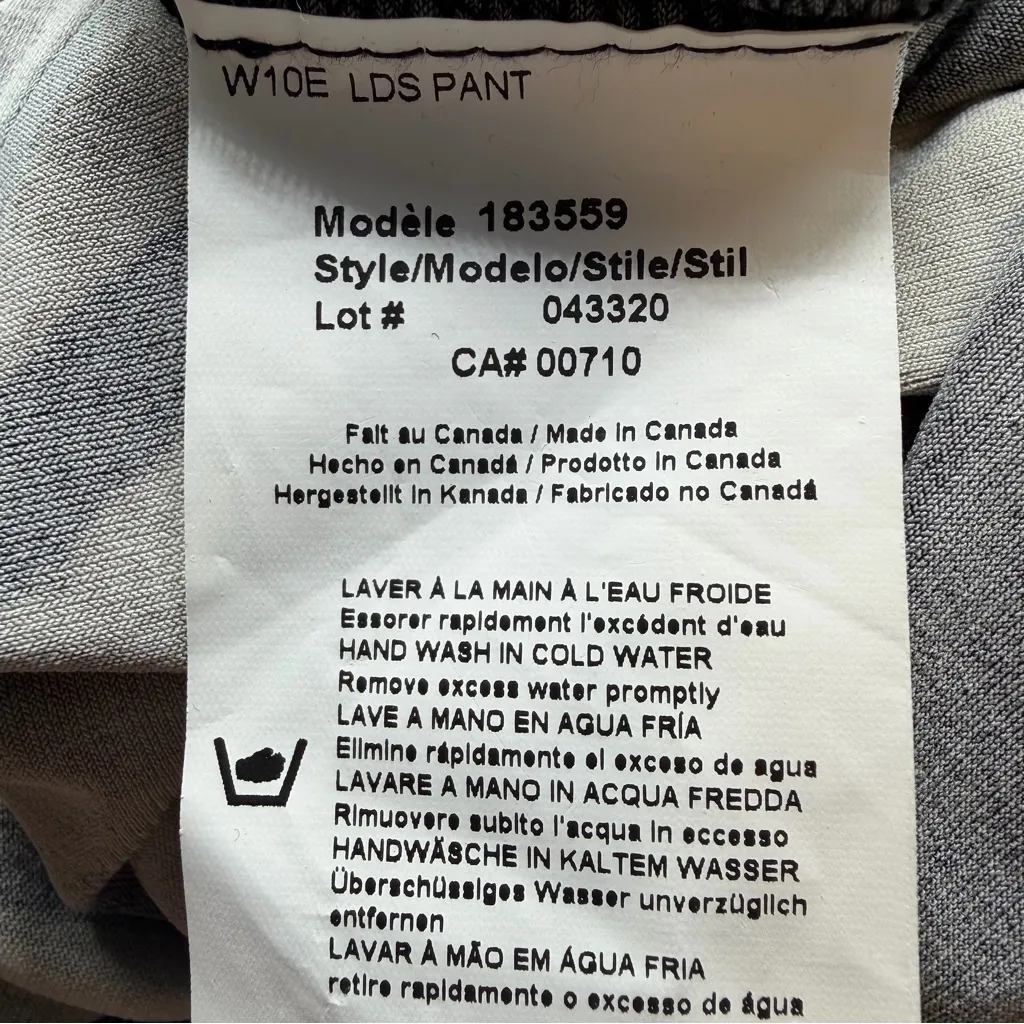 W10E LDS PANT
Modèle 183559
Style/Modelo/Stile/Stil
Lot # 043320
CA# 00710
Fait au Canada / Made in Canada
Hecho en Canadá / Prodotto in Canada
Hergestellt in Kanada / Fabricado no Canadá
LAVER À LA MAIN À L'EAU FROIDE
Essorer rapidement l'excédent d'eau
HAND WASH IN COLD WATER
Remove excess water promptly
LAVE A MANO EN AGUA FRÍA
Elimine rápidamente el exceso de agua
LAVARE A MANO IN ACQUA FREDDA
Rimuovere subito l'acqua in eccesso
HANDWÄSCHE IN KALTEM WASSER
Überschüssiges Wasser unverzüglich
entfernen
LAVAR À MÃO EM ÁGUA FRIA
retire rapidamente o excesso de água